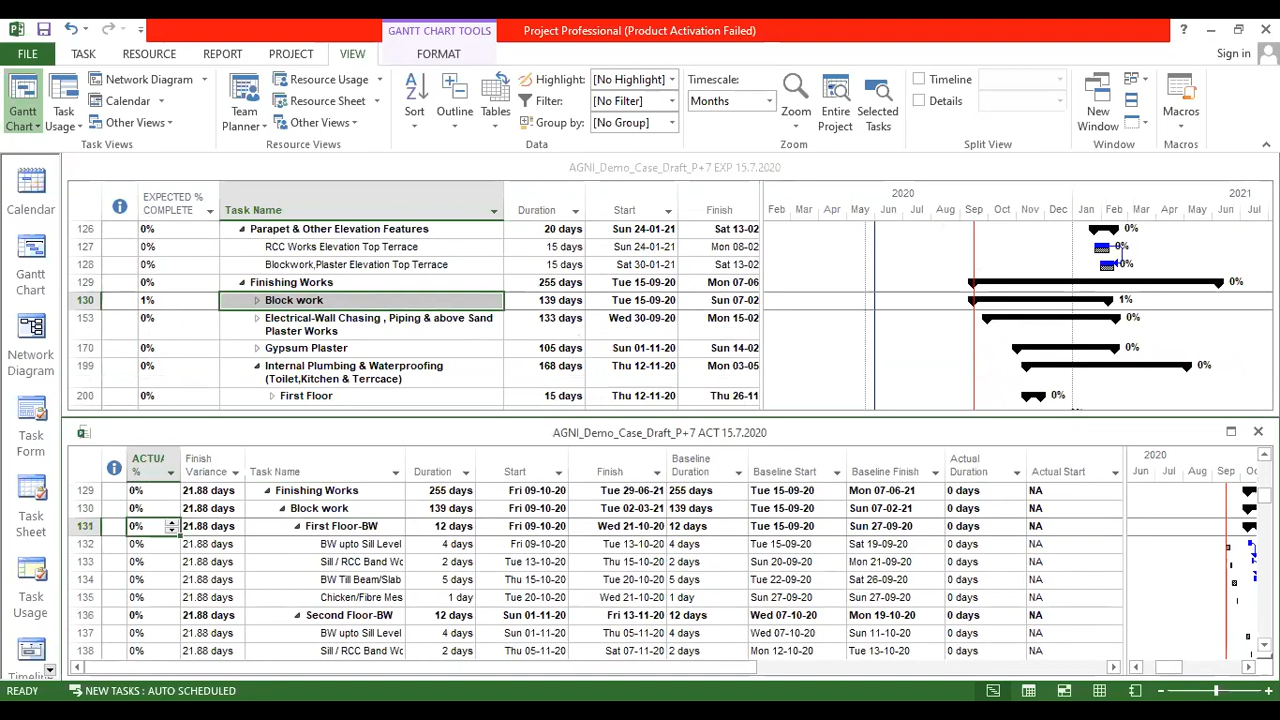 GANTT CHART TOOLS
Project Professional (Product Activation Failed)
FILE TASK RESOURCE REPORT PROJECT VIEW FORMAT
Sign in
Gantt Chart
Task Usage
Network Diagram
Calendar
Other Views
Task Views
Team Planner
Resource Usage
Resource Sheet
Other Views
Resource Views
Sort
Outline
Tables
Highlight: [No Highlight]
Filter: [No Filter]
Group by: [No Group]
Data
Timescale:
Months
Zoom
Entire Project
Selected Tasks
Zoom
Timeline
Details
Split View
New Window
Window
Macros
Macros
Calendar
Gantt Chart
Network Diagram
Task Form
Task Sheet
Task Usage
AGNI_Demo_Case_Draft_P+7 EXP 15.7.2020
EXPECTED % COMPLETE Task Name Duration Start Finish
2020 2021
Feb Mar Apr May Jun Jul Aug Sep Oct Nov Dec Jan Feb Mar Apr May Jun Jul
126 0% Parapet & Other Elevation Features 20 days Sun 24-01-21 Sat 13-02 0%
127 0% RCC Works Elevation Top Terrace 15 days Sun 24-01-21 Mon 08-02 0%
128 0% Blockwork,Plaster Elevation Top Terrace 15 days Sat 30-01-21 Sat 13-02 0%
129 0% Finishing Works 255 days Tue 15-09-20 Mon 07-06 0%
130 1% Block work 139 days Tue 15-09-20 Sun 07-02 1%
153 0% Electrical-Wall Chasing , Piping & above Sand 133 days Wed 30-09-20 Mon 15-02 0%
Plaster Works
170 0% Gypsum Plaster 105 days Sun 01-11-20 Sun 14-02 0%
199 0% Internal Plumbing & Waterproofing 168 days Thu 12-11-20 Mon 03-05 0%
(Toilet,Kitchen & Terrcace)
200 0% First Floor 15 days Thu 12-11-20 Thu 26-11 0%
AGNI_Demo_Case_Draft_P+7 ACT 15.7.2020
% Finish Variance Task Name Duration Start Finish Baseline Duration Baseline Start Baseline Finish Actual Duration Actual Start
2020
Jun Jul Aug Sep
129 0% 21.88 days Finishing Works 255 days Fri 09-10-20 Tue 29-06-21 255 days Tue 15-09-20 Mon 07-06-21 0 days NA
130 0% 21.88 days Block work 139 days Fri 09-10-20 Tue 02-03-21 139 days Tue 15-09-20 Sun 07-02-21 0 days NA
131 0% 21.88 days First Floor-BW 12 days Fri 09-10-20 Wed 21-10-20 12 days Tue 15-09-20 Sun 27-09-20 0 days NA
132 0% 21.88 days BW upto Sill Level 4 days Fri 09-10-20 Tue 13-10-20 4 days Tue 15-09-20 Sat 19-09-20 0 days NA
133 0% 21.88 days Sill / RCC Band Wo 2 days Tue 13-10-20 Thu 15-10-20 2 days Sun 20-09-20 Mon 21-09-20 0 days NA
134 0% 21.88 days BW Till Beam/Slab 5 days Thu 15-10-20 Tue 20-10-20 5 days Tue 22-09-20 Sat 26-09-20 0 days NA
135 0% 21.88 days Chicken/Fibre Mes 1 day Tue 20-10-20 Wed 21-10-20 1 day Sun 27-09-20 Sun 27-09-20 0 days NA
136 0% 21.88 days Second Floor-BW 12 days Sun 01-11-20 Fri 13-11-20 12 days Wed 07-10-20 Mon 19-10-20 0 days NA
137 0% 21.88 days BW upto Sill Level 4 days Sun 01-11-20 Thu 05-11-20 4 days Wed 07-10-20 Sun 11-10-20 0 days NA
138 0% 21.88 days Sill / RCC Band Wo 2 days Thu 05-11-20 Sat 07-11-20 2 days Mon 12-10-20 Tue 13-10-20 0 days NA
READY NEW TASKS : AUTO SCHEDULED